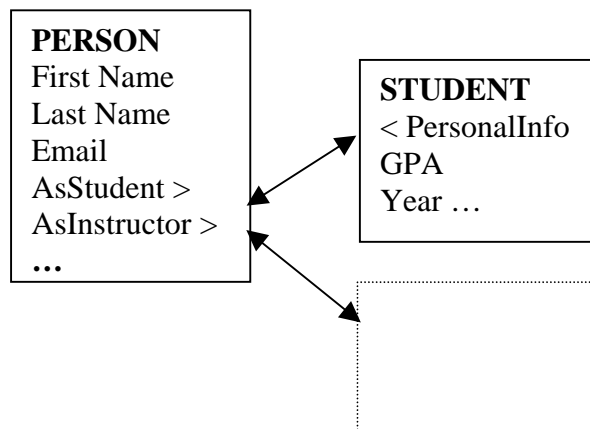 PERSON
First Name
Last Name
Email
AsStudent >
AsInstructor >
...
STUDENT
< PersonalInfo
GPA
Year …